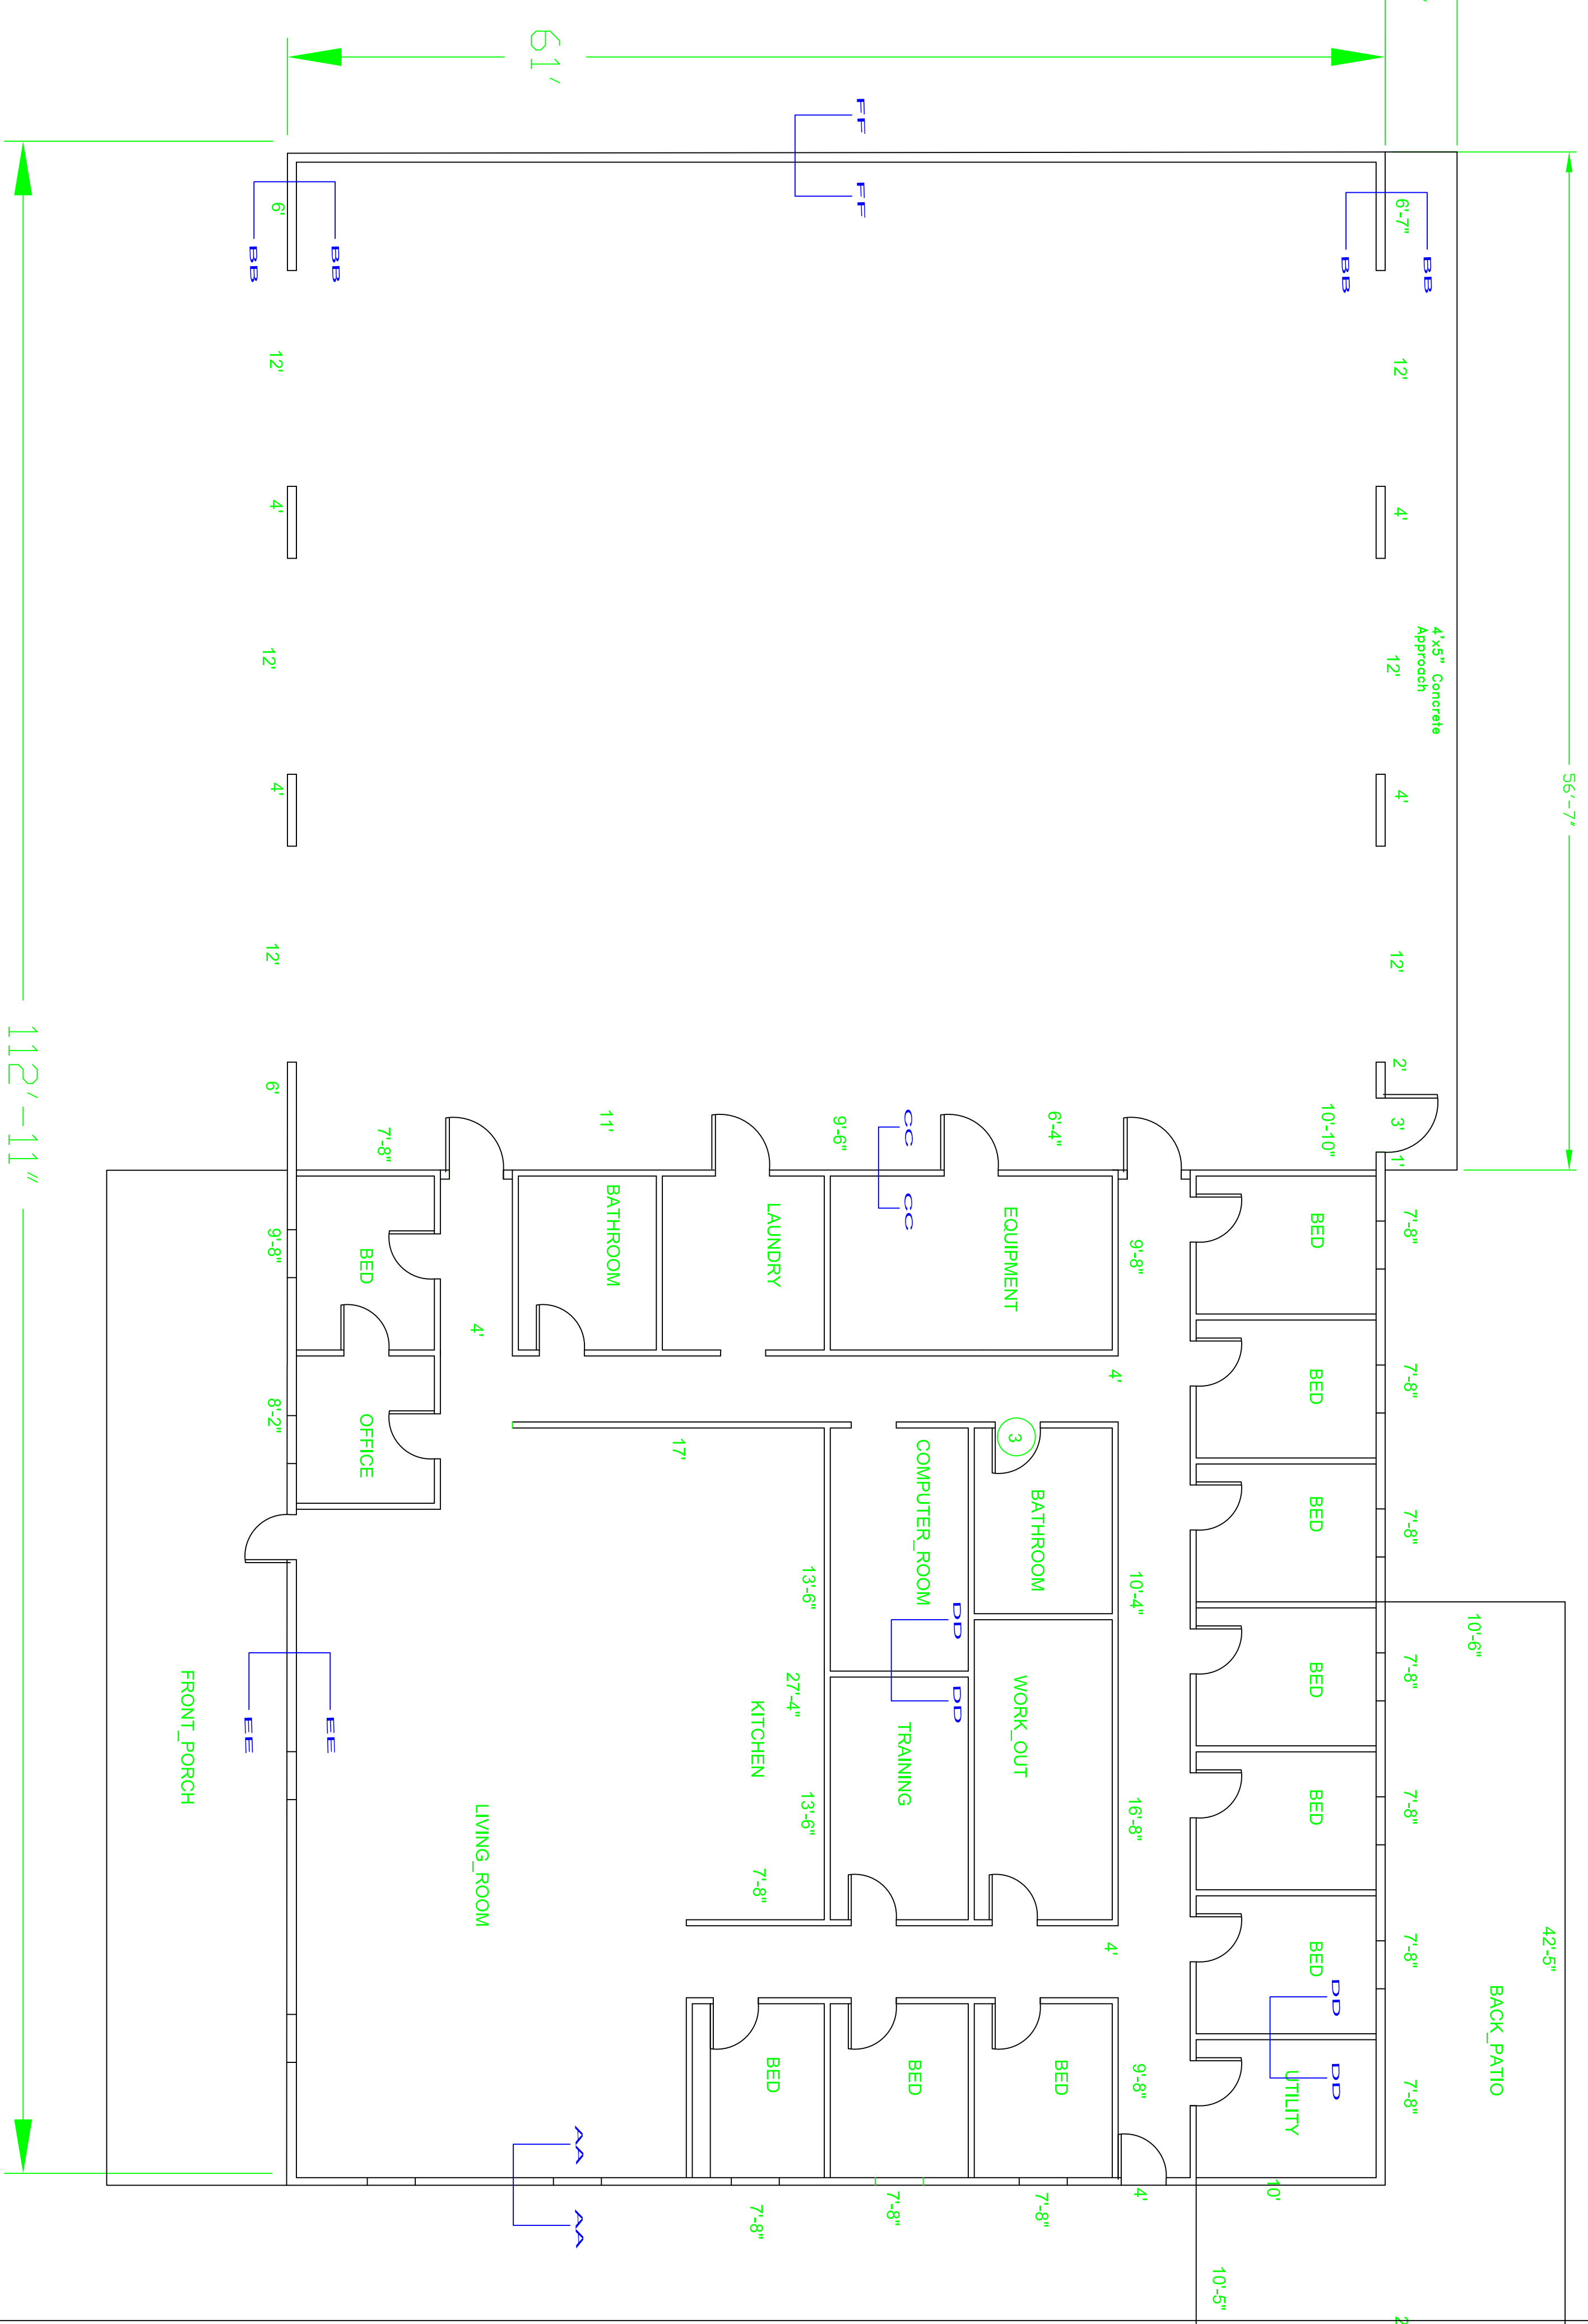 56'-7"
42'-5"
BACK_PATIO
10'-6"
4'x5" Concrete
Approach
6'-7"
12'
4'
12'
4'
12'
2'
3'
1'
7'-8"
7'-8"
7'-8"
7'-8"
7'-8"
7'-8"
7'-8"
BB
BB
10'-10"
BED
BED
BED
BED
BED
BED
DD
DD
UTILITY
10'
10'-5"
9'-8"
10'-4"
16'-8"
9'-8"
4'
4'
4'
6'-4"
EQUIPMENT
3
BATHROOM
WORK_OUT
BED
7'-8"
DD
DD
CC
CC
COMPUTER_ROOM
TRAINING
BED
7'-8"
FF
FF
9'-6"
13'-6"
13'-6"
27'-4"
LAUNDRY
KITCHEN
7'-8"
BED
7'-8"
17'
11'
BATHROOM
AA
AA
61'
4'
LIVING_ROOM
7'-8"
BED
OFFICE
BB
BB
EE
EE
6'
12'
4'
12'
4'
12'
6'
9'-8"
8'-2"
FRONT_PORCH
112'-11"